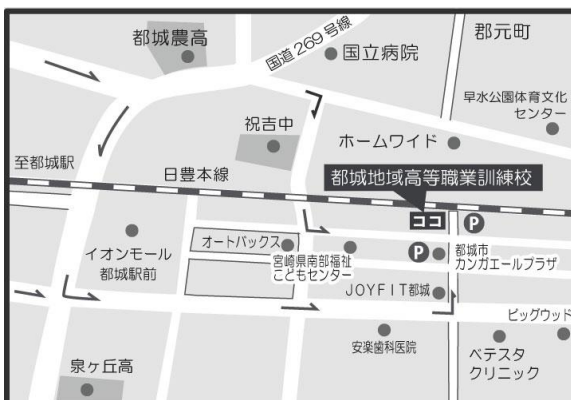 都城農高
国道269号線
国立病院
郡元町
早水公園体育文化
センター
祝吉中
ホームワイド
至都城駅
日豊本線
都城地域高等職業訓練校
ココ
P
オートバックス
イオンモール
都城駅前
宮崎県南部福祉
こどもセンター
P
都城市
カンガエールプラザ
JOYFIT都城
ビッグウッド
安楽歯科医院
ベテスタ
クリニック
泉ヶ丘高